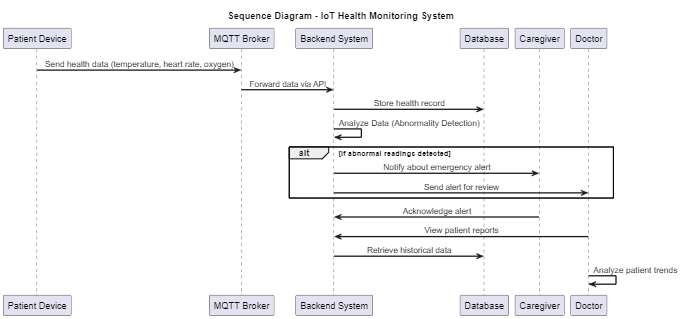 Sequence Diagram - IoT Health Monitoring System
Patient Device
MQTT Broker
Backend System
Database
Caregiver
Doctor
Send health data (temperature, heart rate, oxygen)
Forward data via API
Store health record
Analyze Data (Abnormality Detection)
alt
[If abnormal readings detected]
Notify about emergency alert
Send alert for review
Acknowledge alert
View patient reports
Retrieve historical data
Analyze patient trends
Patient Device
MQTT Broker
Backend System
Database
Caregiver
Doctor